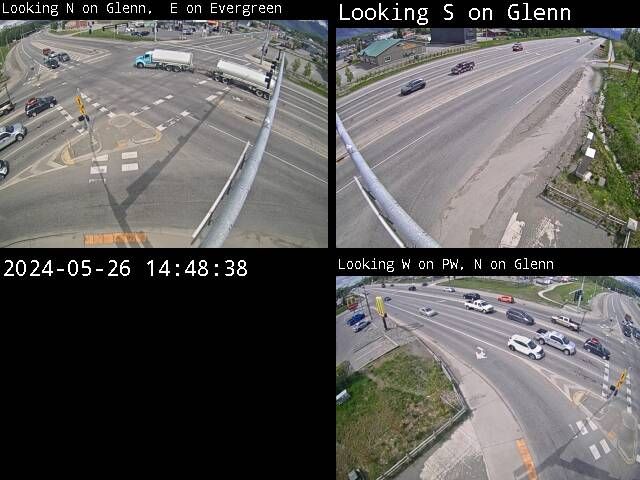 Looking N on Glenn,  E on Evergreen
Looking S on Glenn
2024-05-26 14:48:38
Looking W on PW, N on Glenn